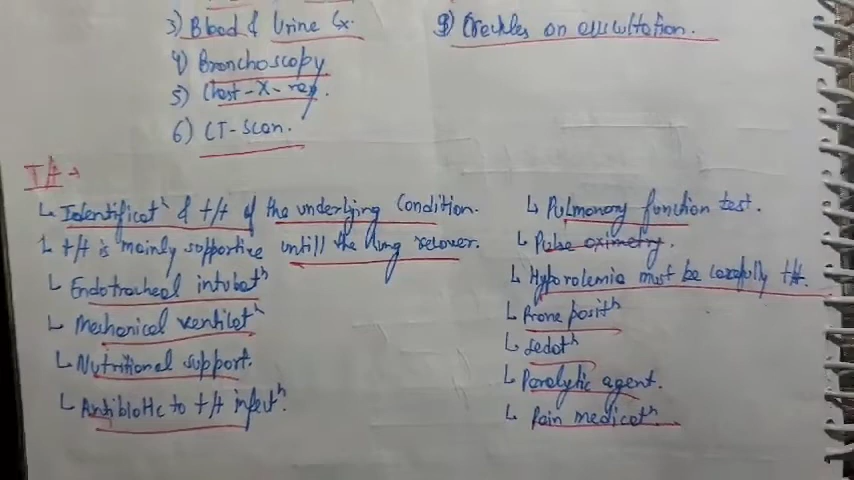 3) Blood & Urine Cx.
4) Bronchoscopy
5) Chest-X-ray.
6) CT-Scan.
9) Creckles on ascultation.
T/t →
↳ Identificatⁿ & t/t of the underlying Condition.
↳ t/t is mainly supportive untill the lung recover.
↳ Endotracheal intubatⁿ
↳ Mechanical ventilatⁿ
↳ Nutritional support.
↳ Antibiotic to t/t infectⁿ.
↳ Pulmonary function test.
↳ Pulse oximetry.
↳ Hypovolemia must be carefully t/t.
↳ Prone positⁿ
↳ Sedatⁿ
↳ Paralytic agent.
↳ Pain medicatⁿ